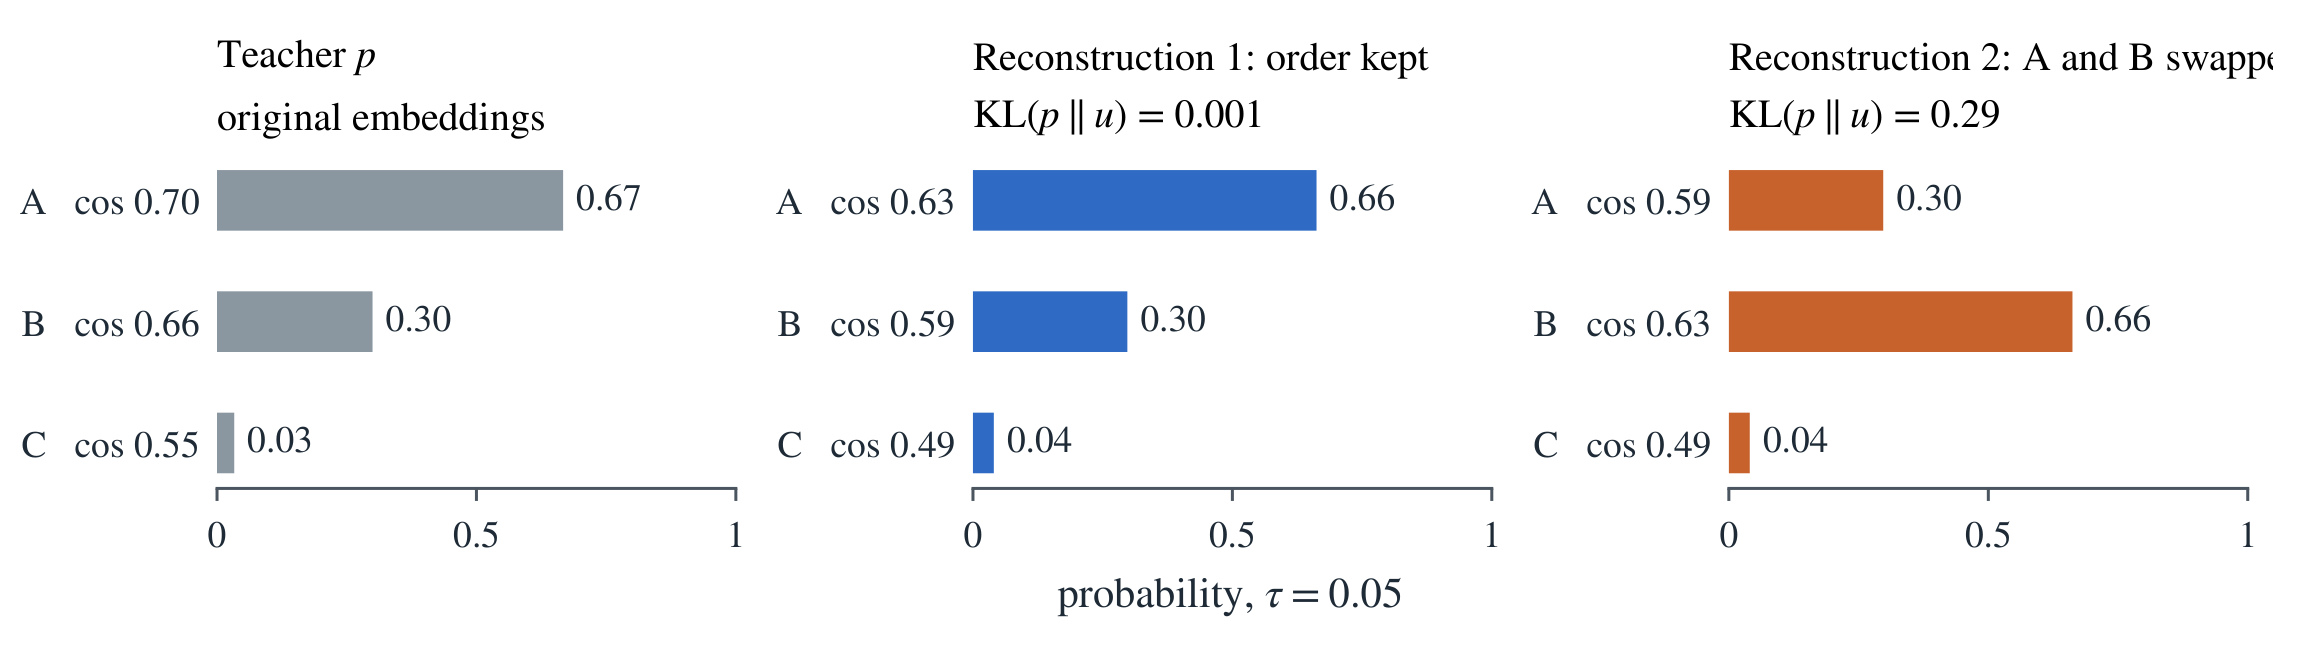 Teacher p
original embeddings
A cos 0.70 0.67
B cos 0.66 0.30
C cos 0.55 0.03
0 0.5 1
Reconstruction 1: order kept
KL(p ∥ u) = 0.001
A cos 0.63 0.66
B cos 0.59 0.30
C cos 0.49 0.04
0 0.5 1
probability, τ = 0.05
Reconstruction 2: A and B swappe
KL(p ∥ u) = 0.29
A cos 0.59 0.30
B cos 0.63 0.66
C cos 0.49 0.04
0 0.5 1